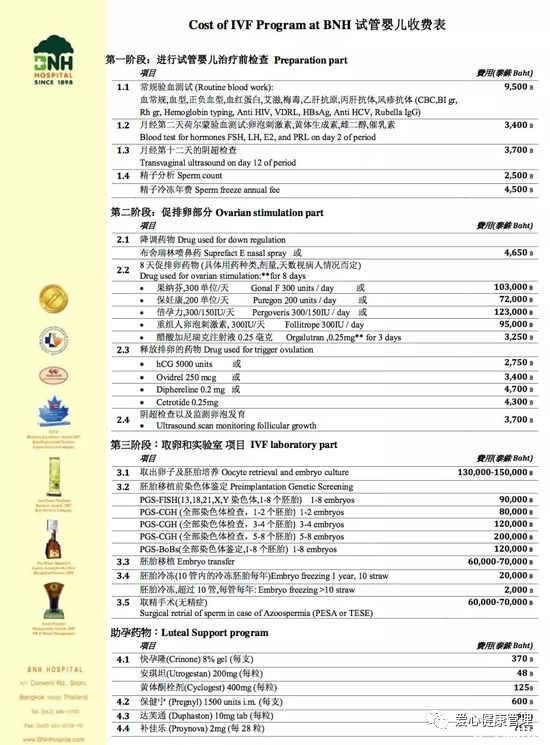 Cost of IVF Program at BNH 试管婴儿收费表
BNH
HOSPITAL
SINCE 1898
第一阶段：进行试管婴儿治疗前检查 Preparation part
项目 費用(泰銖 Baht)
1.1 常规验血测试 (Routine blood work): 9,500 B
血常规,血型,正负血型,血红蛋白,艾滋,梅毒,乙肝抗原,丙肝抗体,风疹抗体 (CBC,BI gr,
Rh gr, Hemoglobin typing, Anti HIV, VDRL, HBsAg, Anti HCV, Rubella IgG)
1.2 月经第二天荷尔蒙验血测试:卵泡刺激素,黄体生成素,雌二醇,催乳素 3,400 B
Blood test for hormones FSH, LH, E2, and PRL on day 2 of period
1.3 月经第十二天的阴超检查 3,700 B
Transvaginal ultrasound on day 12 of period
1.4 精子分析 Sperm count 2,500 B
精子冷冻年费 Sperm freeze annual fee 4,500 B
第二阶段：促排卵部分 Ovarian stimulation part
项目 費用(泰銖 Baht)
2.1 降调药物 Drug used for down regulation
布舍瑞林喷鼻药 Suprefact E nasal spray 或 4,650 B
2.2 8天促排卵药物 (具体用药种类,剂量,天数视病人情况而定)
Drug used for ovarian stimulation:**for 8 days
• 果纳芬,300 单位/天 Gonal F 300 units / day 或 103,000 B
• 保妊康,200 单位/天 Puregon 200 units / day 或 72,000 B
• 倍孕力,300/150IU/天 Pergoveris 300/150IU / day 或 123,000 B
• 重组人卵泡刺激素, 300IU/天 Follitrope 300IU / day 95,000 B
• 醋酸加尼瑞克注射液 0.25 毫克 Orgalutran ,0.25mg** for 3 days 3,250 B
2.3 释放排卵的药物 Drug used for trigger ovulation
• hCG 5000 units 或 2,750 B
• Ovidrel 250 mcg 或 3,400 B
• Diphereline 0.2 mg 或 4,700 B
• Cetrotide 0.25mg 4,300 B
2.4 阴超检查以及监测卵泡发育 3,700 B
• Ultrasound scan monitoring follicular growth
第三阶段：取卵和实验室 项目 IVF laboratory part
项目 費用(泰銖 Baht)
3.1 取出卵子及胚胎培养 Oocyte retrieval and embryo culture 130,000-150,000 B
3.2 胚胎移植前染色体筛查 Preimplantation Genetic Screening
PGS-FISH(13,18,21,X,Y 染色体,1-8 个胚胎) 1-8 embryos 90,000 B
PGS-CGH (全部染色体检查, 1-2 个胚胎) 1-2 embryos 80,000 B
PGS-CGH (全部染色体检查, 3-4 个胚胎) 3-4 embryos 120,000 B
PGS-CGH (全部染色体检查, 5-8 个胚胎) 5-8 embryos 200,000 B
PGS-BoBs(全部染色体鉴定,1-8 个胚胎) 1-8 embryos 120,000 B
3.3 胚胎移植 Embryo transfer 60,000-70,000 B
3.4 胚胎冷冻(10 管内的冷冻胚胎每年)Embryo freezing 1 year, 10 straw 20,000 B
胚胎冷冻,超过 10 管,每管每年: Embryo freezing >10 straw 2,000 B
3.5 取精手术(无精症) 60,000-70,000 B
Surgical retrial of sperm in case of Azoospermia (PESA or TESE)
助孕药物：Luteal Support program
项目 費用(泰銖 Baht)
4.1 快孕隆(Crinone) 8% gel (每支) 370 B
安琪坦(Utrogestan) 200mg (每粒) 48 B
黄体酮栓剂(Cyclogest) 400mg (每粒) 125B
4.2 保健宁 (Pregnyl) 1500 units i.m. (每支) 600 B
4.3 达芙通 (Duphaston) 10mg tab (每粒)
4.4 补佳乐 (Proynova) 2mg (每 28 粒)
爱心健康管理
BNH HOSPITAL
9/1 Convent Rd., Silom,
Bangkok 10500 Thailand
Tel. (662) 686-2700
Fax (662) 632-0578-79
www.BNHhospital.com